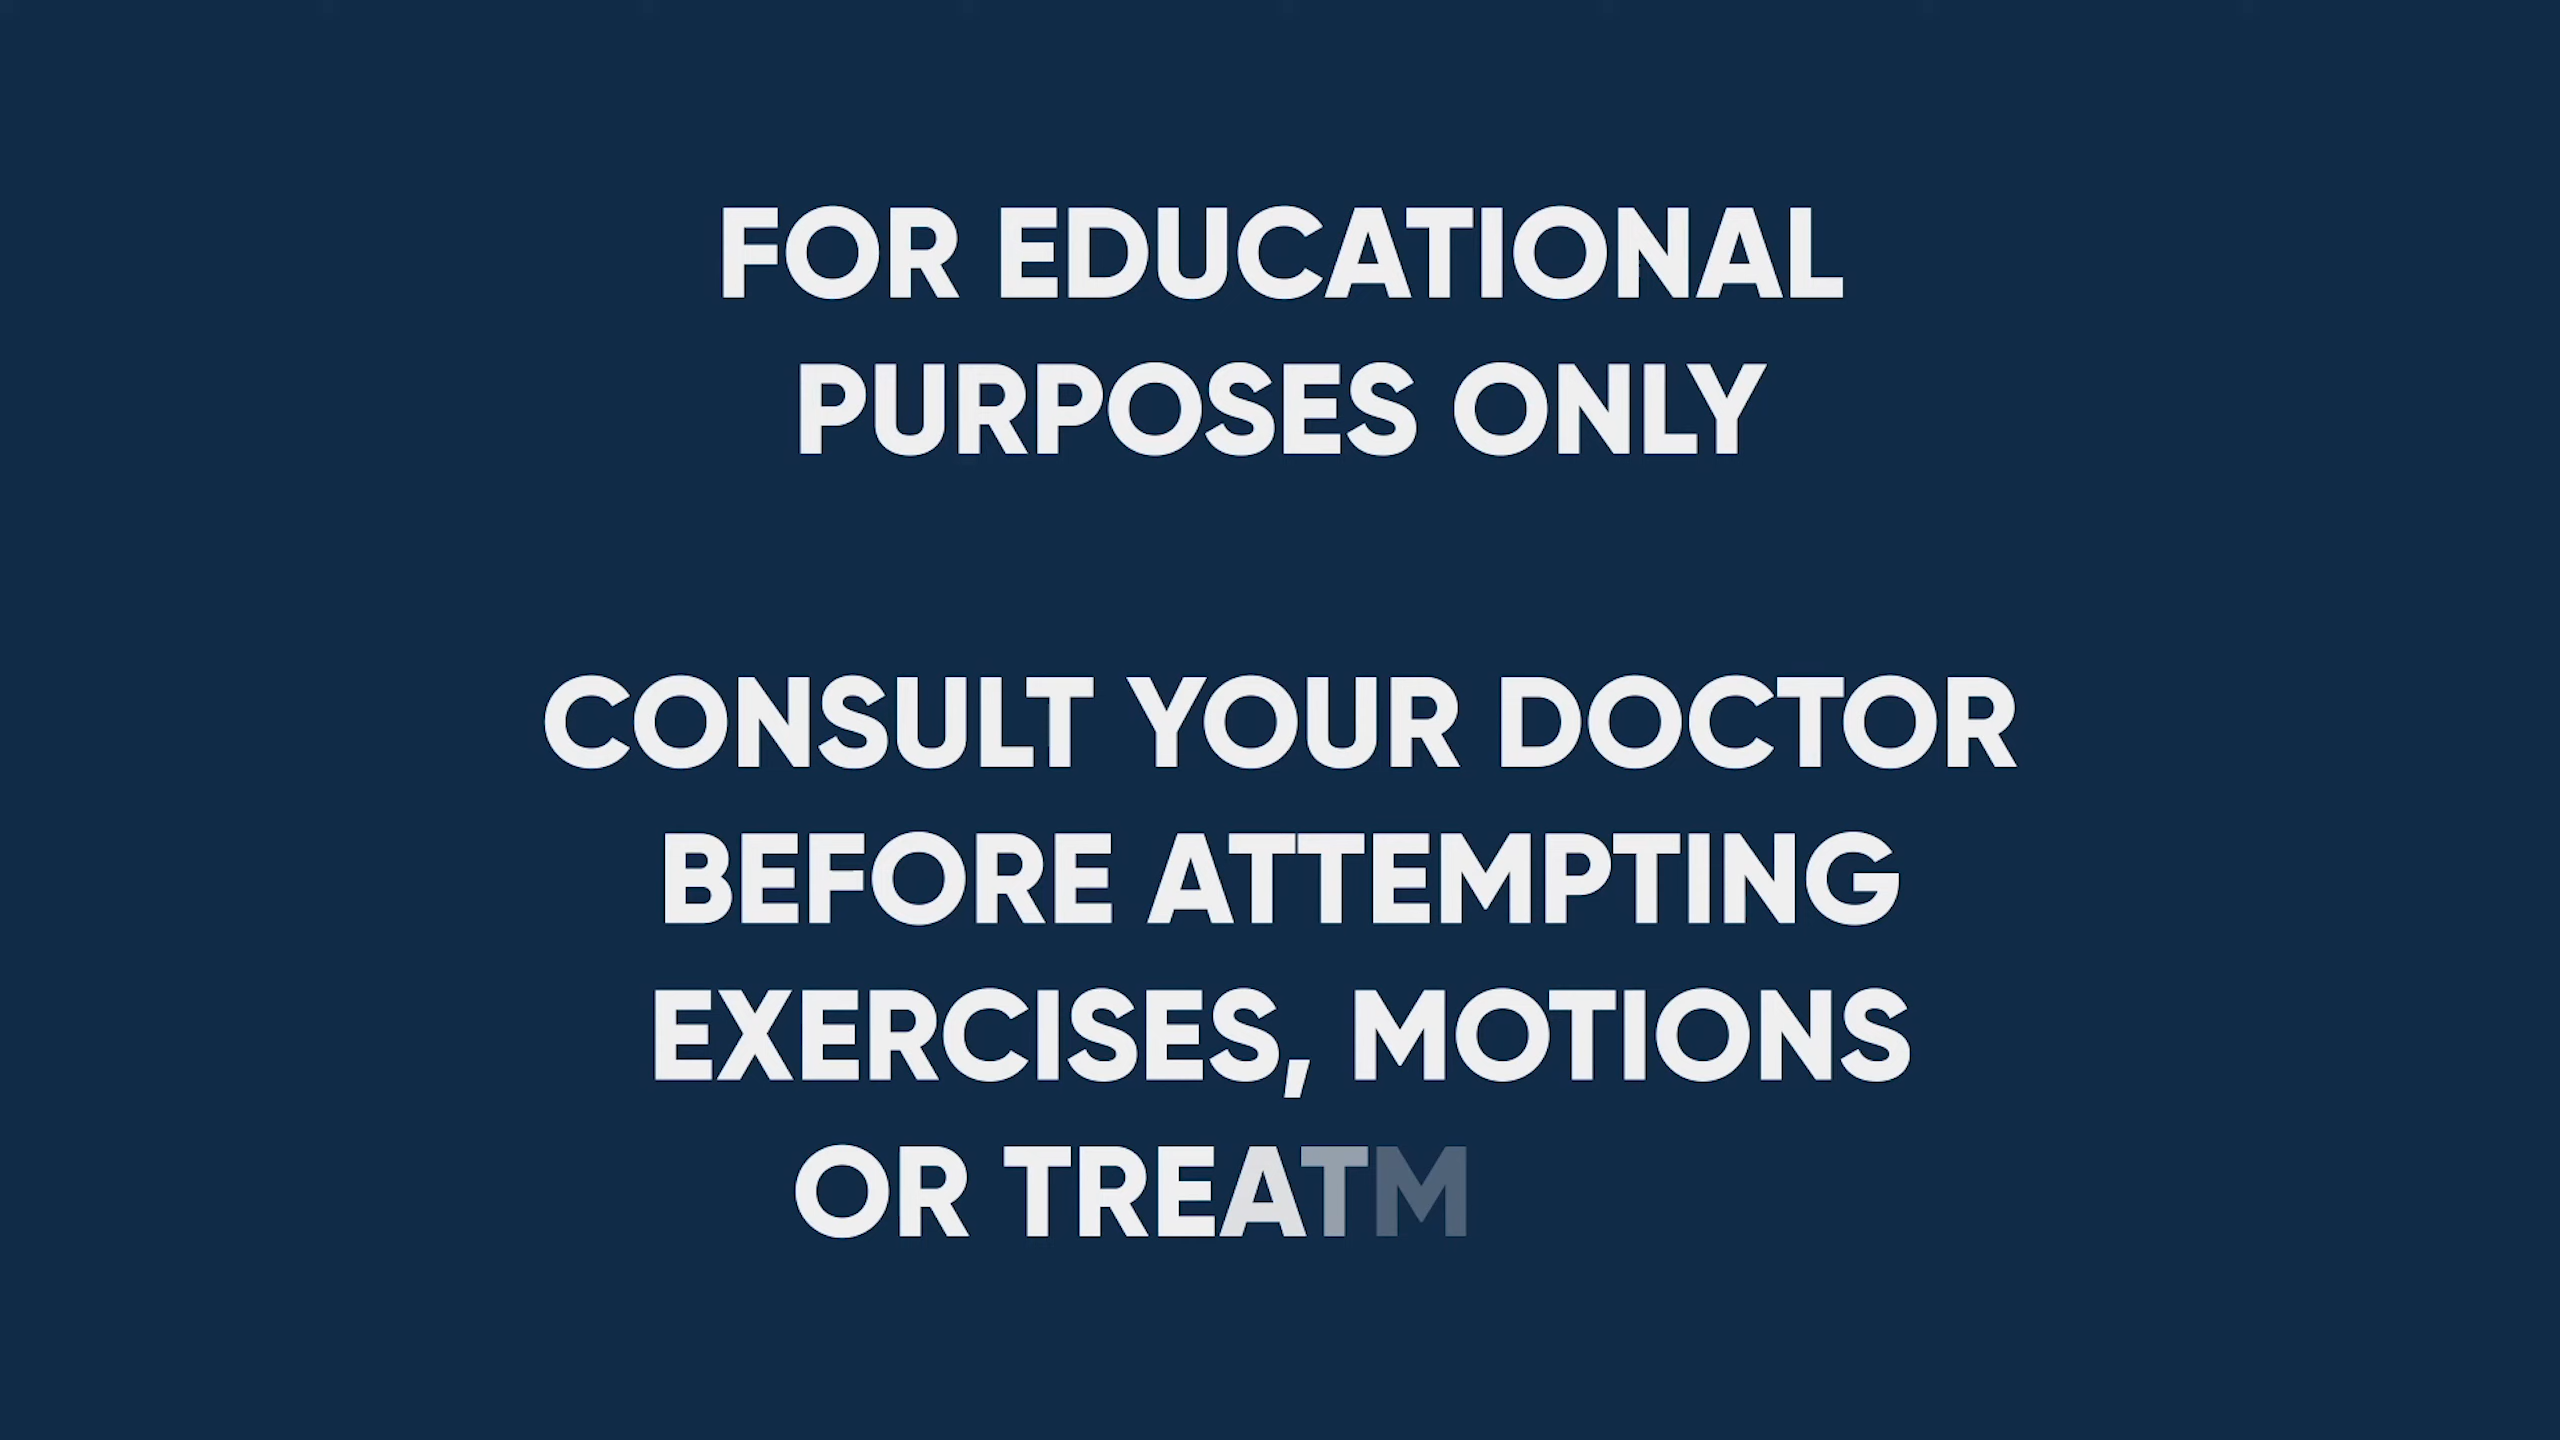 FOR EDUCATIONAL
PURPOSES ONLY
CONSULT YOUR DOCTOR
BEFORE ATTEMPTING
EXERCISES, MOTIONS
OR TREATM